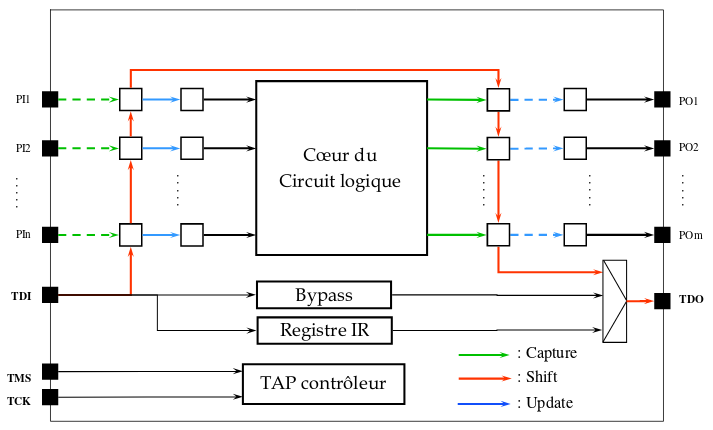 PI1
PO1
PI2
PO2
Cœur du
Circuit logique
PIn
POm
TDI
Bypass
TDO
Registre IR
TMS
TAP contrôleur
TCK
: Capture
: Shift
: Update